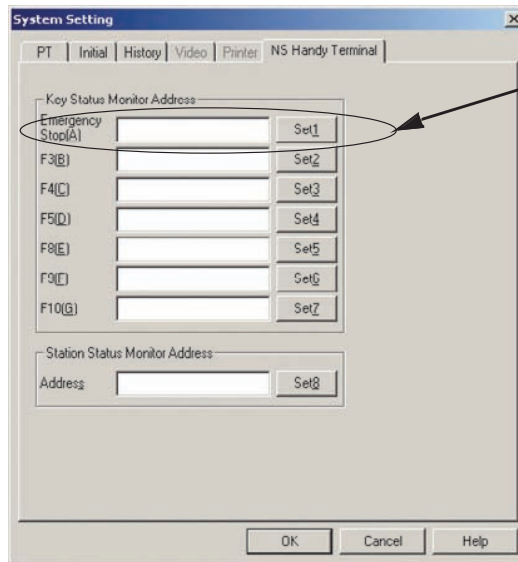 System Setting
PT Initial History Video Printer NS Handy Terminal
Key Status Monitor Address
Emergency
Stop(A) Set1
F3(B) Set2
F4(C) Set3
F5(D) Set4
F8(E) Set5
F9(F) Set6
F10(G) Set7
Station Status Monitor Address
Address Set8
OK Cancel Help